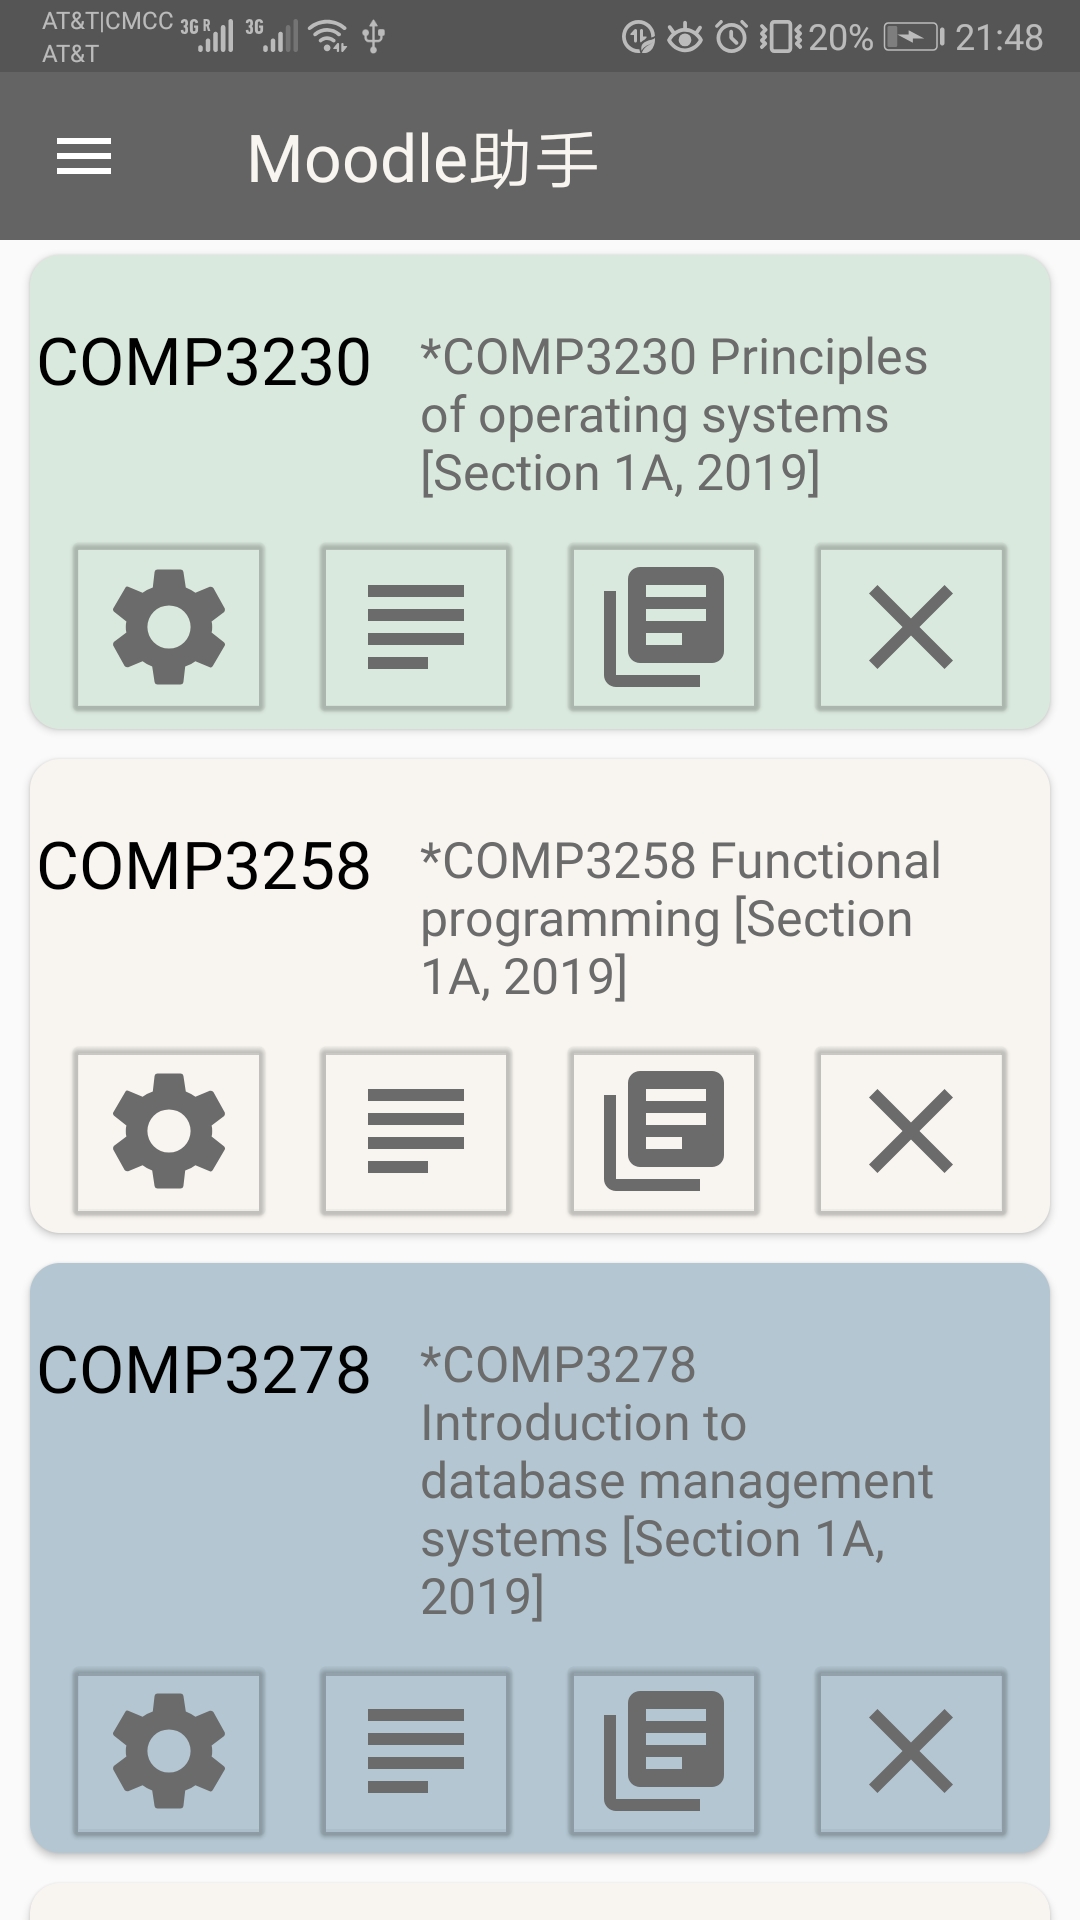 AT&T|CMCC 3G R 3G 20% 21:48
AT&T
Moodle助手
COMP3230
*COMP3230 Principles
of operating systems
[Section 1A, 2019]
COMP3258
*COMP3258 Functional
programming [Section
1A, 2019]
COMP3278
*COMP3278
Introduction to
database management
systems [Section 1A,
2019]